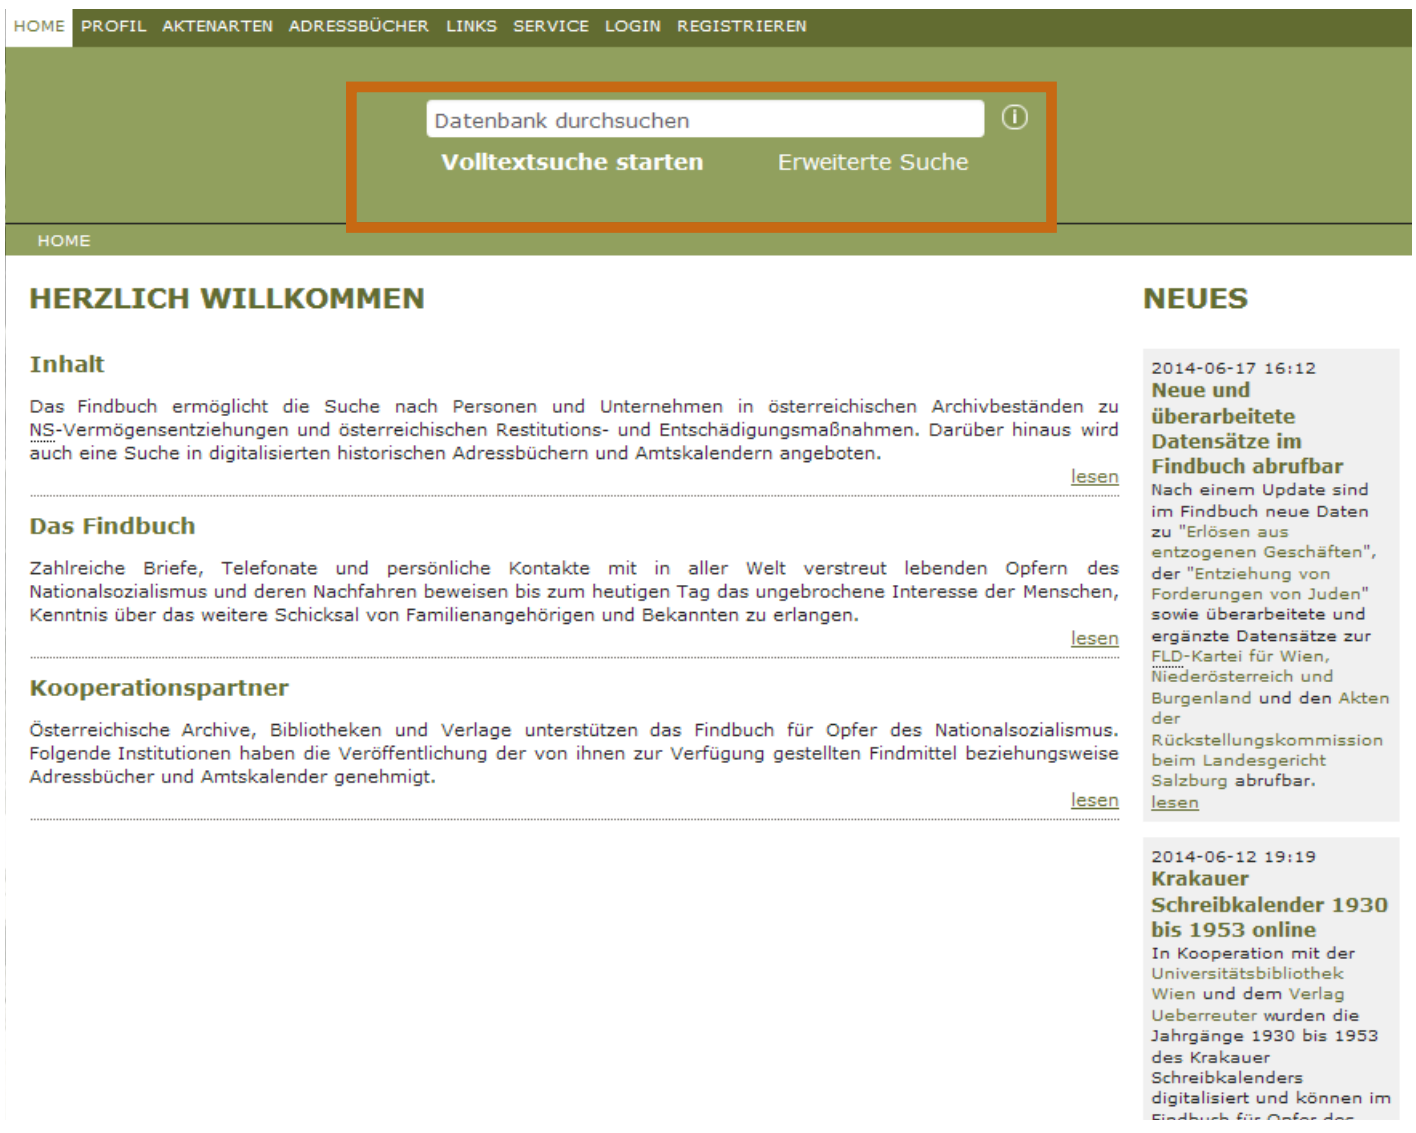 HOME PROFIL AKTENARTEN ADRESSBÜCHER LINKS SERVICE LOGIN REGISTRIEREN
Datenbank durchsuchen
Volltextsuche starten Erweiterte Suche
HOME
HERZLICH WILLKOMMEN
Inhalt
Das Findbuch ermöglicht die Suche nach Personen und Unternehmen in österreichischen Archivbeständen zu
NS-Vermögensentziehungen und österreichischen Restitutions- und Entschädigungsmaßnahmen. Darüber hinaus wird
auch eine Suche in digitalisierten historischen Adressbüchern und Amtskalendern angeboten.
lesen
Das Findbuch
Zahlreiche Briefe, Telefonate und persönliche Kontakte mit in aller Welt verstreut lebenden Opfern des
Nationalsozialismus und deren Nachfahren beweisen bis zum heutigen Tag das ungebrochene Interesse der Menschen,
Kenntnis über das weitere Schicksal von Familienangehörigen und Bekannten zu erlangen.
lesen
Kooperationspartner
Österreichische Archive, Bibliotheken und Verlage unterstützen das Findbuch für Opfer des Nationalsozialismus.
Folgende Institutionen haben die Veröffentlichung der von ihnen zur Verfügung gestellten Findmittel beziehungsweise
Adressbücher und Amtskalender genehmigt.
lesen
NEUES
2014-06-17 16:12
Neue und
überarbeitete
Datensätze im
Findbuch abrufbar
Nach einem Update sind
im Findbuch neue Daten
zu "Erlösen aus
entzogenen Geschäften",
der "Entziehung von
Forderungen von Juden"
sowie überarbeitete und
ergänzte Datensätze zur
FLD-Kartei für Wien,
Niederösterreich und
Burgenland und den Akten
der
Rückstellungskommission
beim Landesgericht
Salzburg abrufbar.
lesen
2014-06-12 19:19
Krakauer
Schreibkalender 1930
bis 1953 online
In Kooperation mit der
Universitätsbibliothek
Wien und dem Verlag
Ueberreuter wurden die
Jahrgänge 1930 bis 1953
des Krakauer
Schreibkalenders
digitalisiert und können im
Findbuch für Opfer des